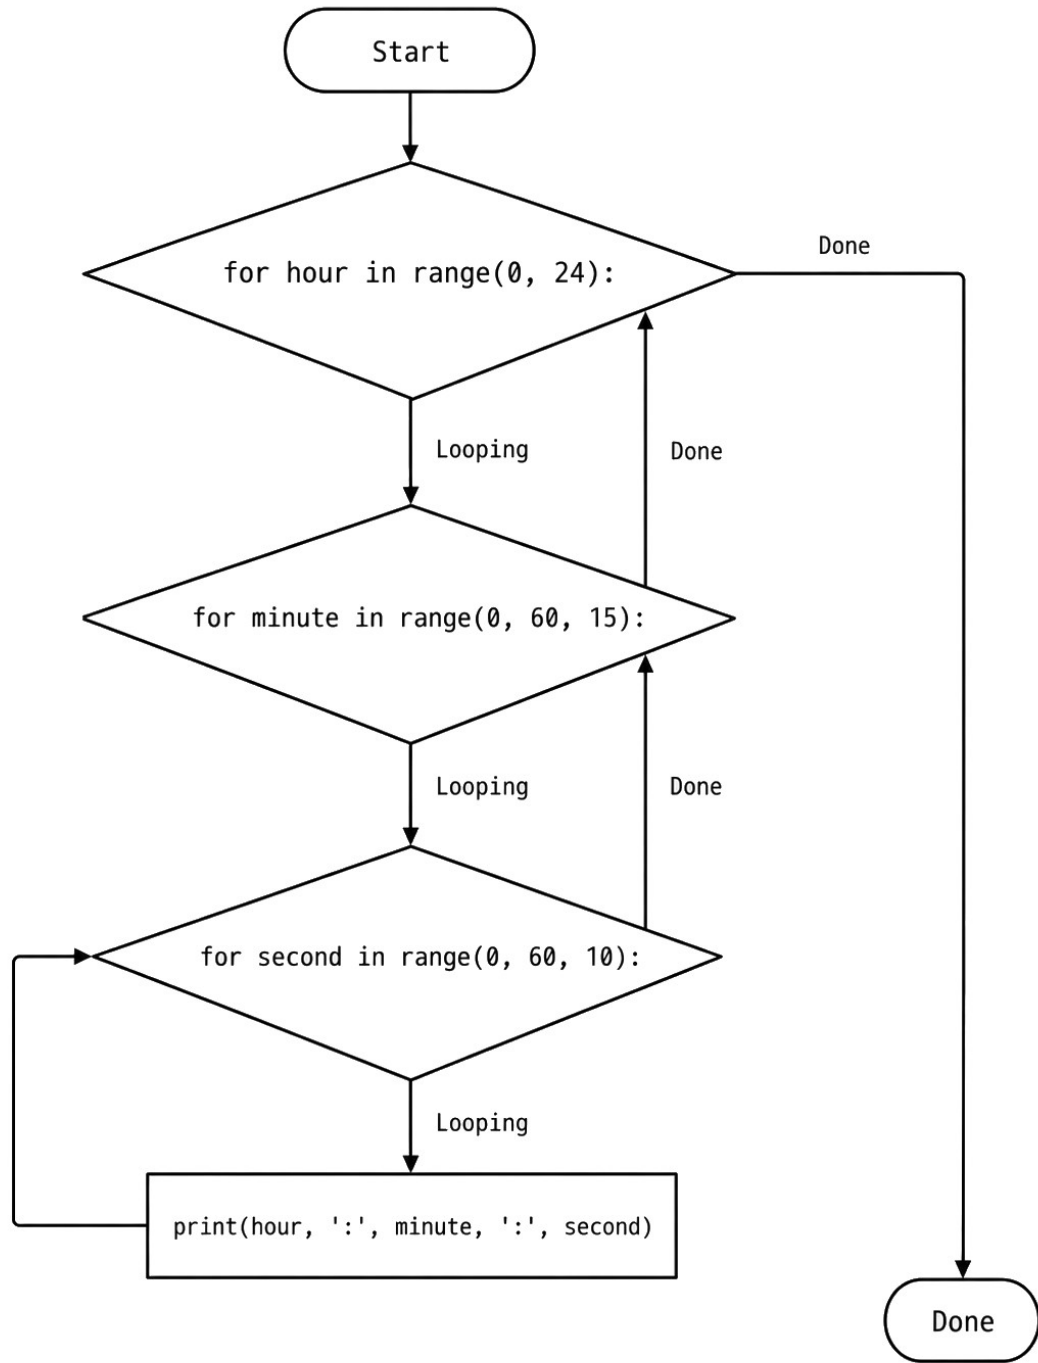 Start
for hour in range(0, 24):
Done
Looping
Done
for minute in range(0, 60, 15):
Looping
Done
for second in range(0, 60, 10):
Looping
print(hour, ':', minute, ':', second)
Done